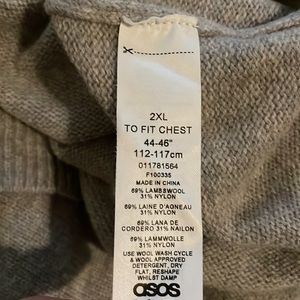 2XL
TO FIT CHEST
44-46"
112-117cm
011781564
F100335
MADE IN CHINA
69% LAMBSWOOL
31% NYLON
69% LAINE D'AGNEAU
31% NYLON
69% LANA DE
CORDERO 31% NAILON
69% LAMMWOLLE
31% NYLON
USE WOOL WASH CYCLE
& WOOL APPROVED
DETERGENT, DRY
FLAT, RESHAPE
WHILST DAMP
asos